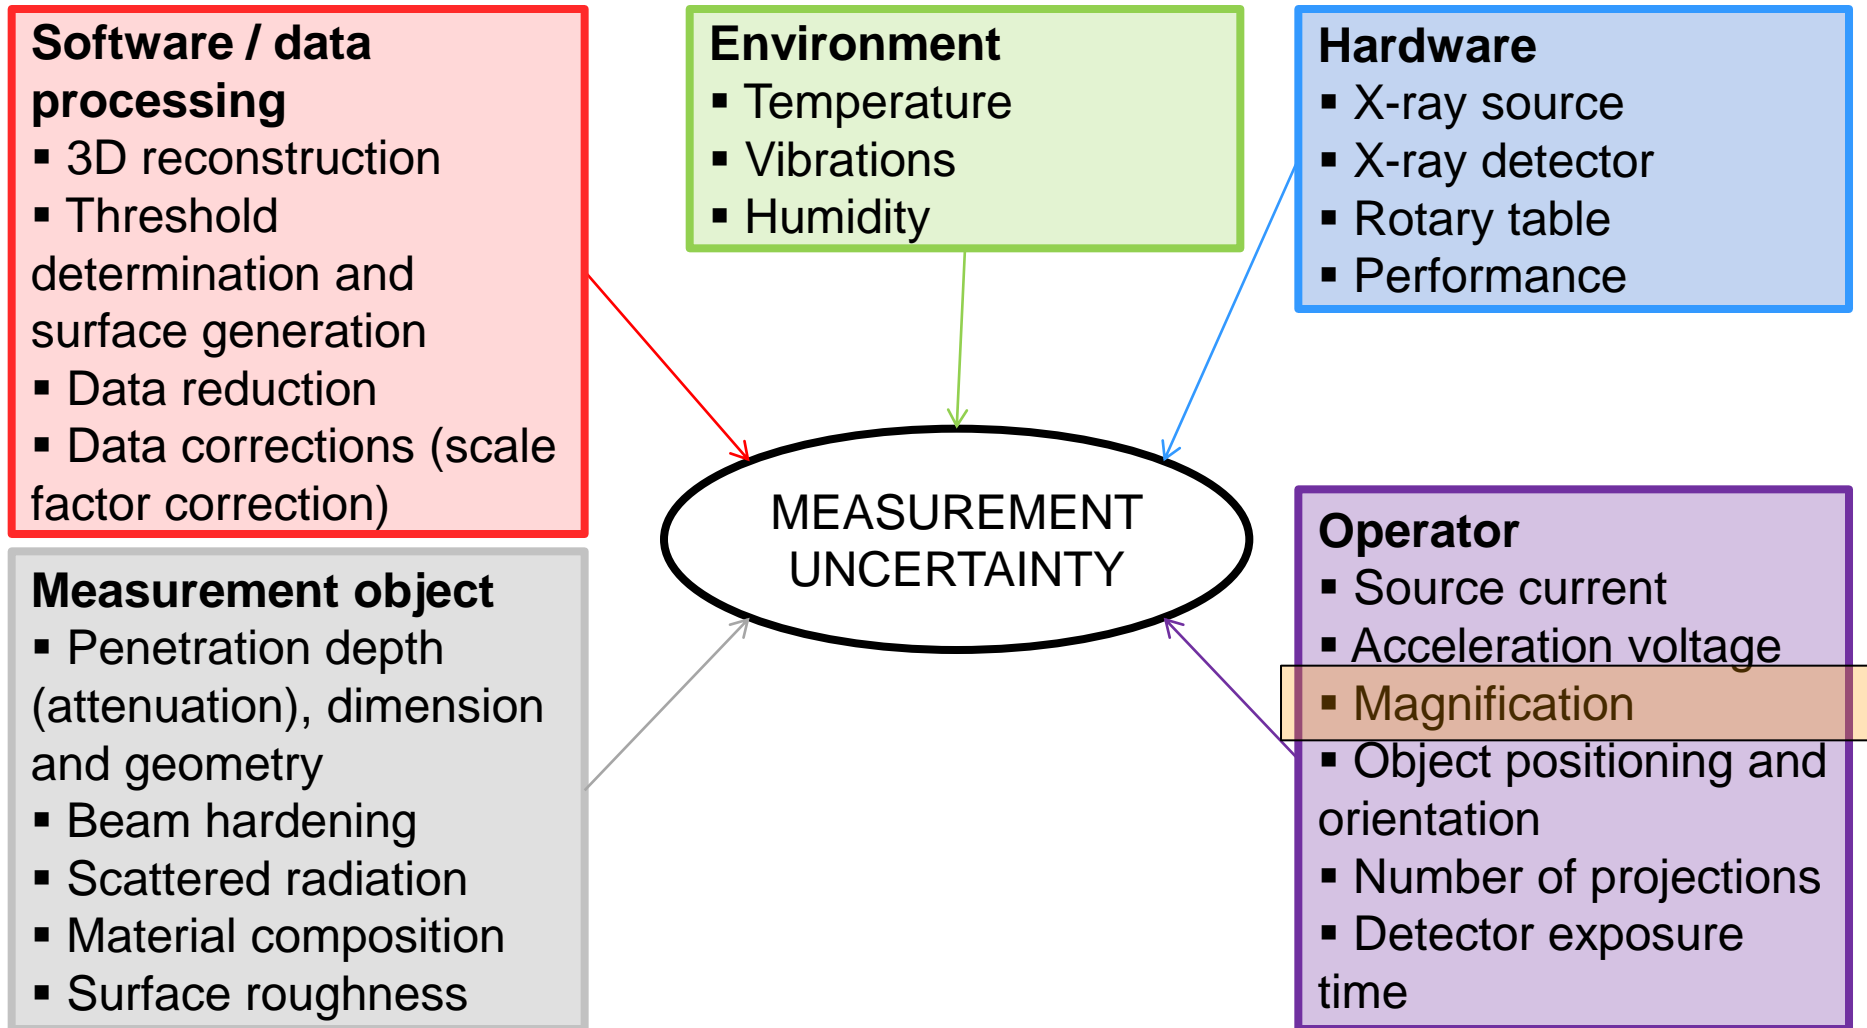 Software / data
processing
▪ 3D reconstruction
▪ Threshold
determination and
surface generation
▪ Data reduction
▪ Data corrections (scale
factor correction)
Environment
▪ Temperature
▪ Vibrations
▪ Humidity
Hardware
▪ X-ray source
▪ X-ray detector
▪ Rotary table
▪ Performance
MEASUREMENT
UNCERTAINTY
Measurement object
▪ Penetration depth
(attenuation), dimension
and geometry
▪ Beam hardening
▪ Scattered radiation
▪ Material composition
▪ Surface roughness
Operator
▪ Source current
▪ Acceleration voltage
▪ Magnification
▪ Object positioning and
orientation
▪ Number of projections
▪ Detector exposure
time